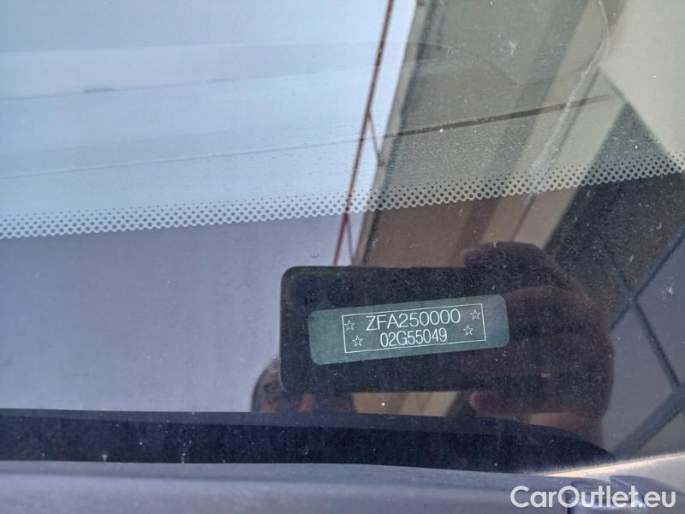 ☆ ZFA250000 ☆
☆ 02G55049 ☆
CarOutlet.eu